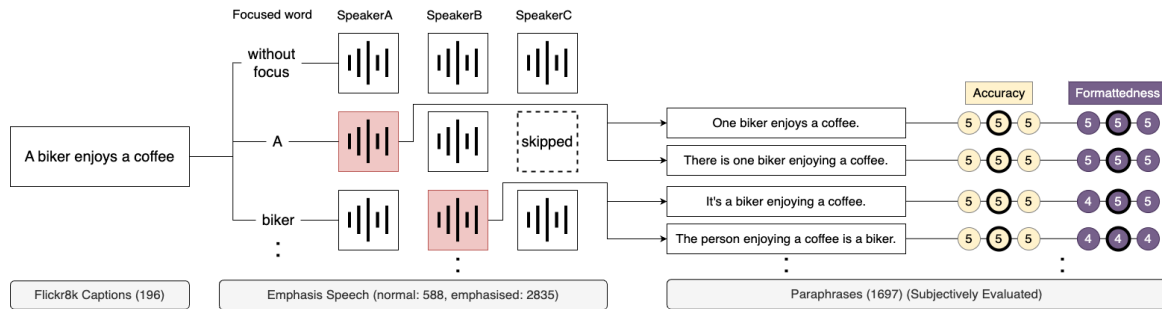 Focused word SpeakerA SpeakerB SpeakerC
without
focus
Accuracy Formattedness
A biker enjoys a coffee
A
skipped
One biker enjoys a coffee. 5 5 5 5 5 5
There is one biker enjoying a coffee. 5 5 5 5 5 5
biker
It's a biker enjoying a coffee. 5 5 5 4 5 5
The person enjoying a coffee is a biker. 5 5 5 4 4 4
Flickr8k Captions (196) Emphasis Speech (normal: 588, emphasised: 2835) Paraphrases (1697) (Subjectively Evaluated)